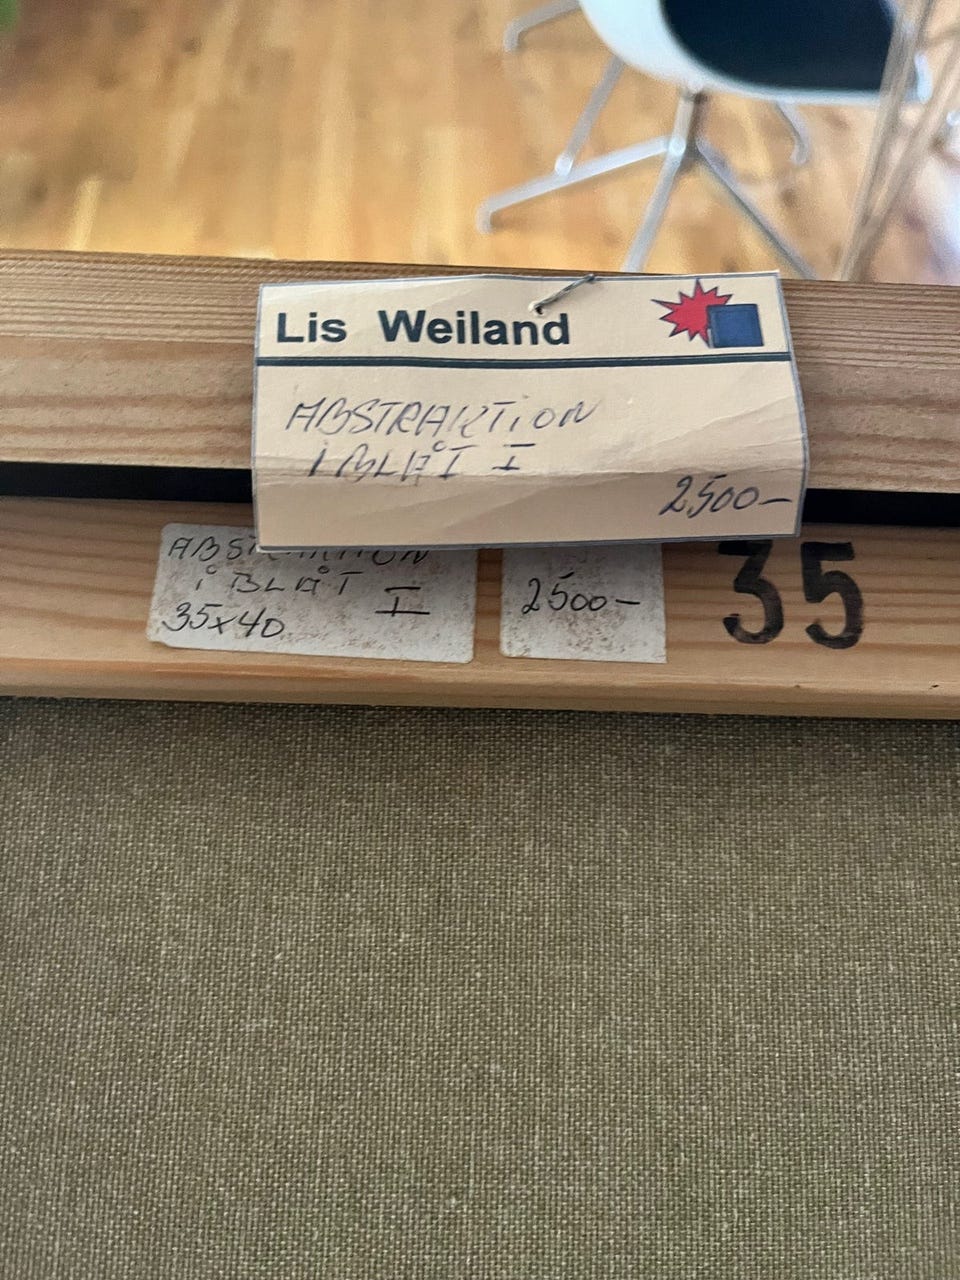 Lis Weiland
ABSTRAKTION
i BLÅT I
2500-
ABSTRAKTION
i BLÅT I
35x40
2500-
35